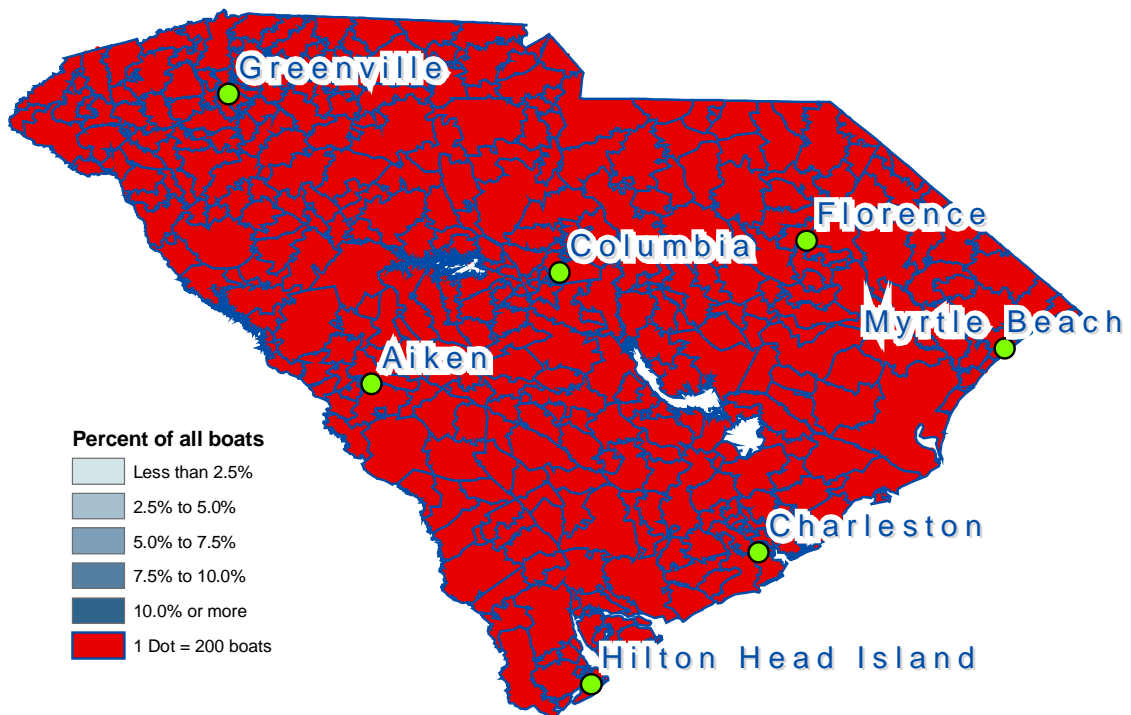 Greenville
Florence
Columbia
Myrtle Beach
Aiken
Percent of all boats
Less than 2.5%
2.5% to 5.0%
5.0% to 7.5%
Charleston
7.5% to 10.0%
10.0% or more
1 Dot = 200 boats
Hilton Head Island